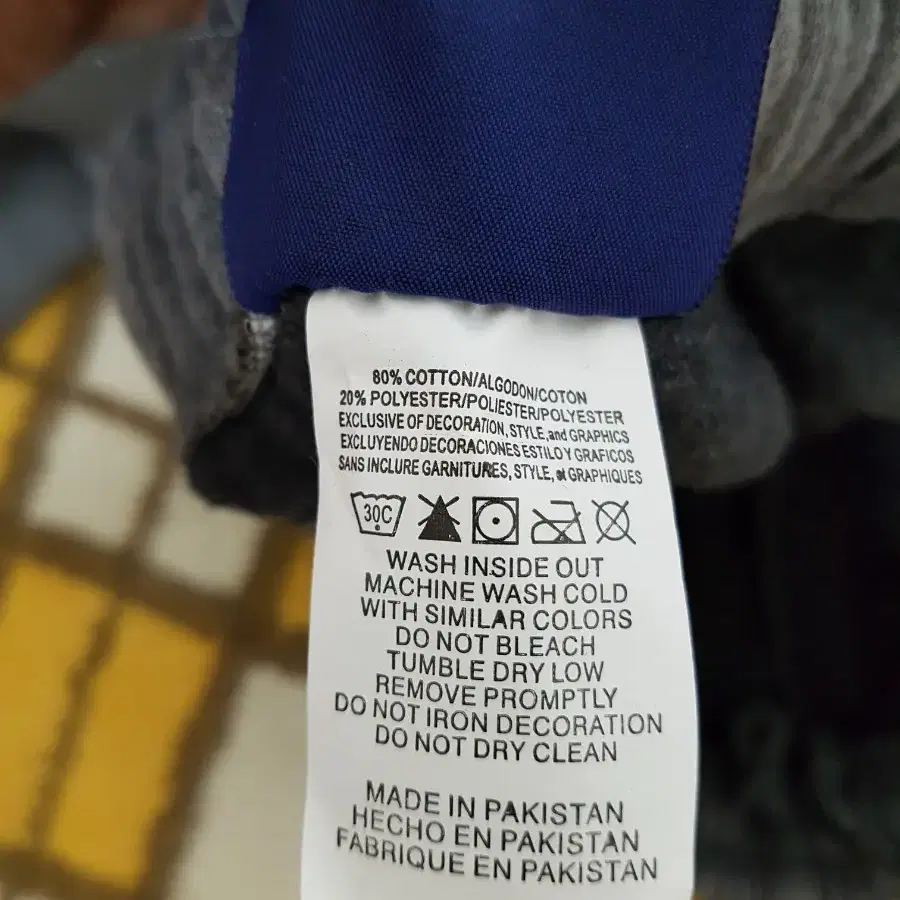 80% COTTON/ALGODON/COTON
20% POLYESTER/POLIESTER/POLYESTER
EXCLUSIVE OF DECORATION, STYLE,and GRAPHICS
EXCLUYENDO DECORACIONES ESTILO Y GRAFICOS
SANS INCLURE GARNITURES, STYLE, et GRAPHIQUES
30C
WASH INSIDE OUT
MACHINE WASH COLD
WITH SIMILAR COLORS
DO NOT BLEACH
TUMBLE DRY LOW
REMOVE PROMPTLY
DO NOT IRON DECORATION
DO NOT DRY CLEAN
MADE IN PAKISTAN
HECHO EN PAKISTAN
FABRIQUE EN PAKISTAN